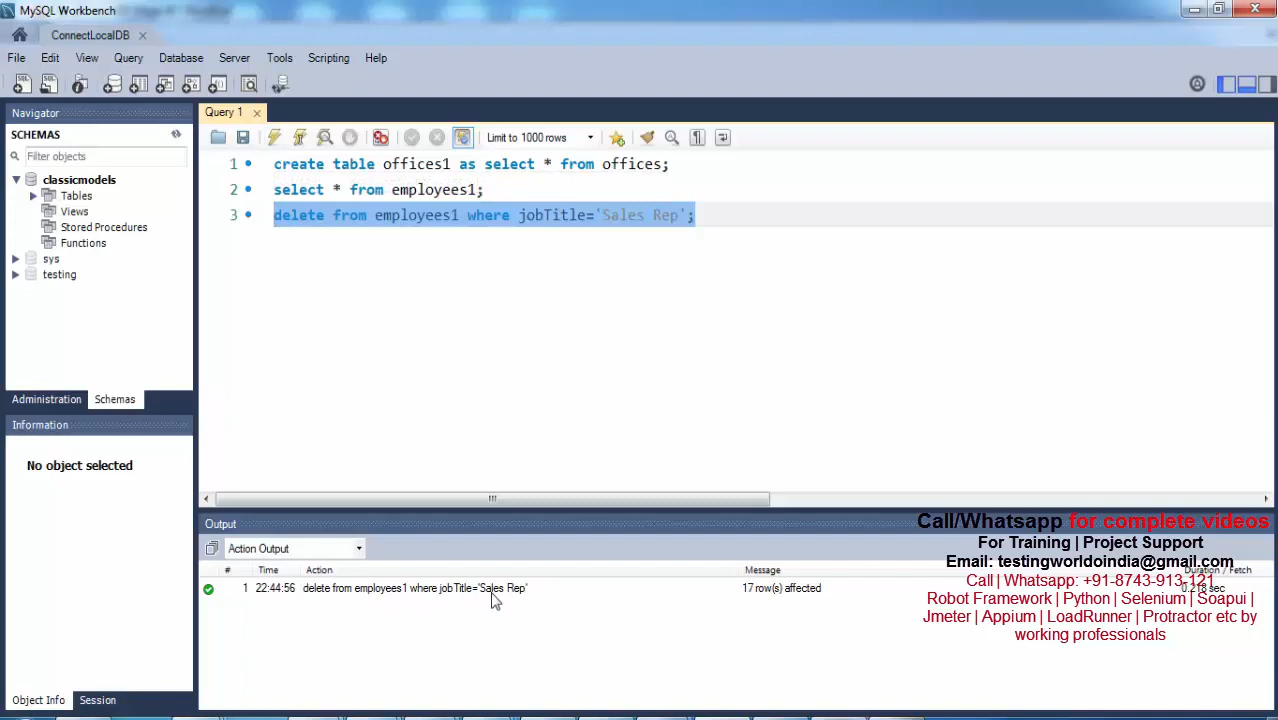 MySQL Workbench
ConnectLocalDB
File Edit View Query Database Server Tools Scripting Help
Navigator
SCHEMAS
Filter objects
classicmodels
Tables
Views
Stored Procedures
Functions
sys
testing
Administration Schemas
Information
No object selected
Object Info Session
Query 1
Limit to 1000 rows
1 create table offices1 as select * from offices;
2 select * from employees1;
3 delete from employees1 where jobTitle='Sales Rep';
Output
Action Output
# Time Action Message Duration / Fetch
1 22:44:56 delete from employees1 where jobTitle='Sales Rep' 17 row(s) affected 0.218 sec
Call/Whatsapp for complete videos
For Training | Project Support
Email: testingworldoindia@gmail.com
Call | Whatsapp: +91-8743-913-121
Robot Framework | Python | Selenium | Soapui |
Jmeter | Appium | LoadRunner | Protractor etc by
working professionals